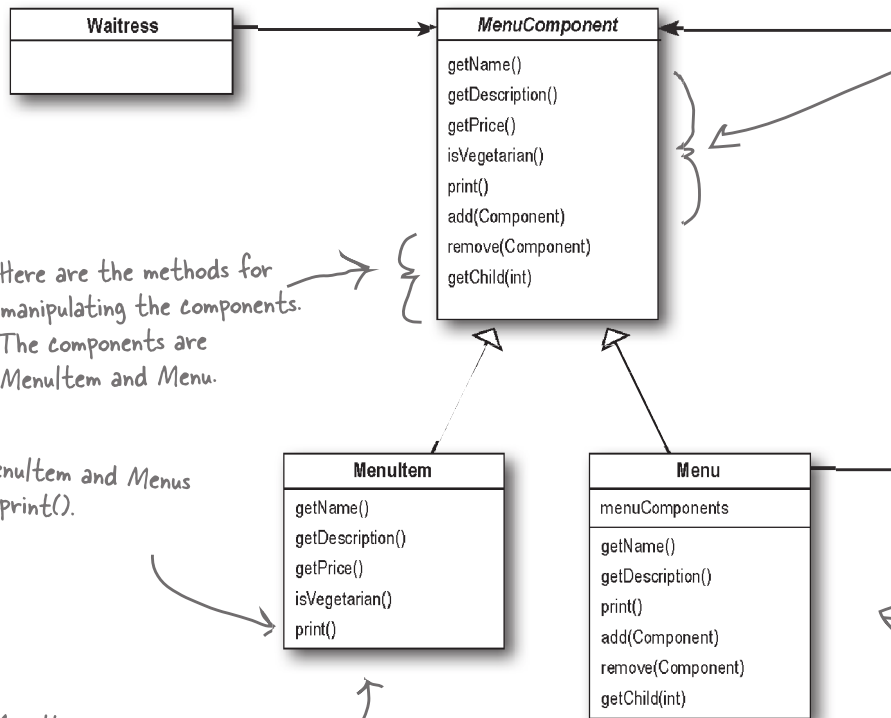 Waitress
MenuComponent
getName()
getDescription()
getPrice()
isVegetarian()
print()
add(Component)
remove(Component)
getChild(int)
Here are the methods for
manipulating the components.
The components are
MenuItem and Menu.
MenuItem
getName()
getDescription()
getPrice()
isVegetarian()
print()
enuItem and Menus
print().
Menu
menuComponents
getName()
getDescription()
print()
add(Component)
remove(Component)
getChild(int)